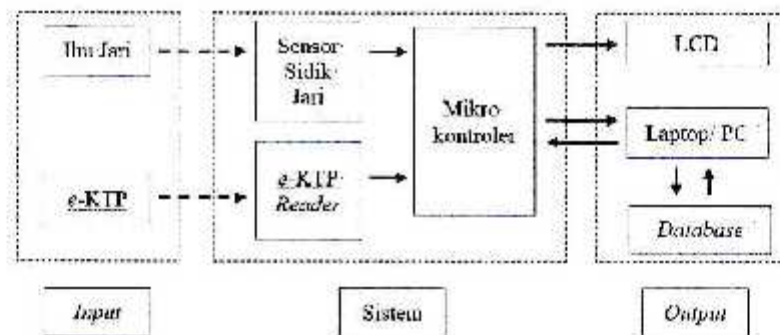 Ibu Jari
e-KTP
Sensor
Sidik
Jari
e-KTP
Reader
Mikro
kontroler
LCD
Laptop/ PC
Database
Input
Sistem
Output